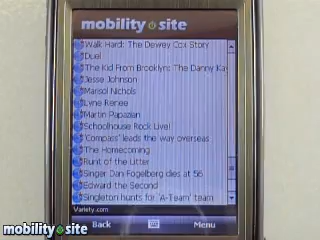 mobility site
Walk Hard: The Dewey Cox Story
Duel
The Kid From Brooklyn: The Danny Kay
Jesse Johnson
Marisol Nichols
Lyne Renee
Martin Papazian
Schoolhouse Rock Live!
'Compass' leads the way overseas
The Homecoming
Runt of the Litter
Singer Dan Fogelberg dies at 56
Edward the Second
Singleton hunts for 'A-Team' team
Variety.com
Back Menu
mobility site